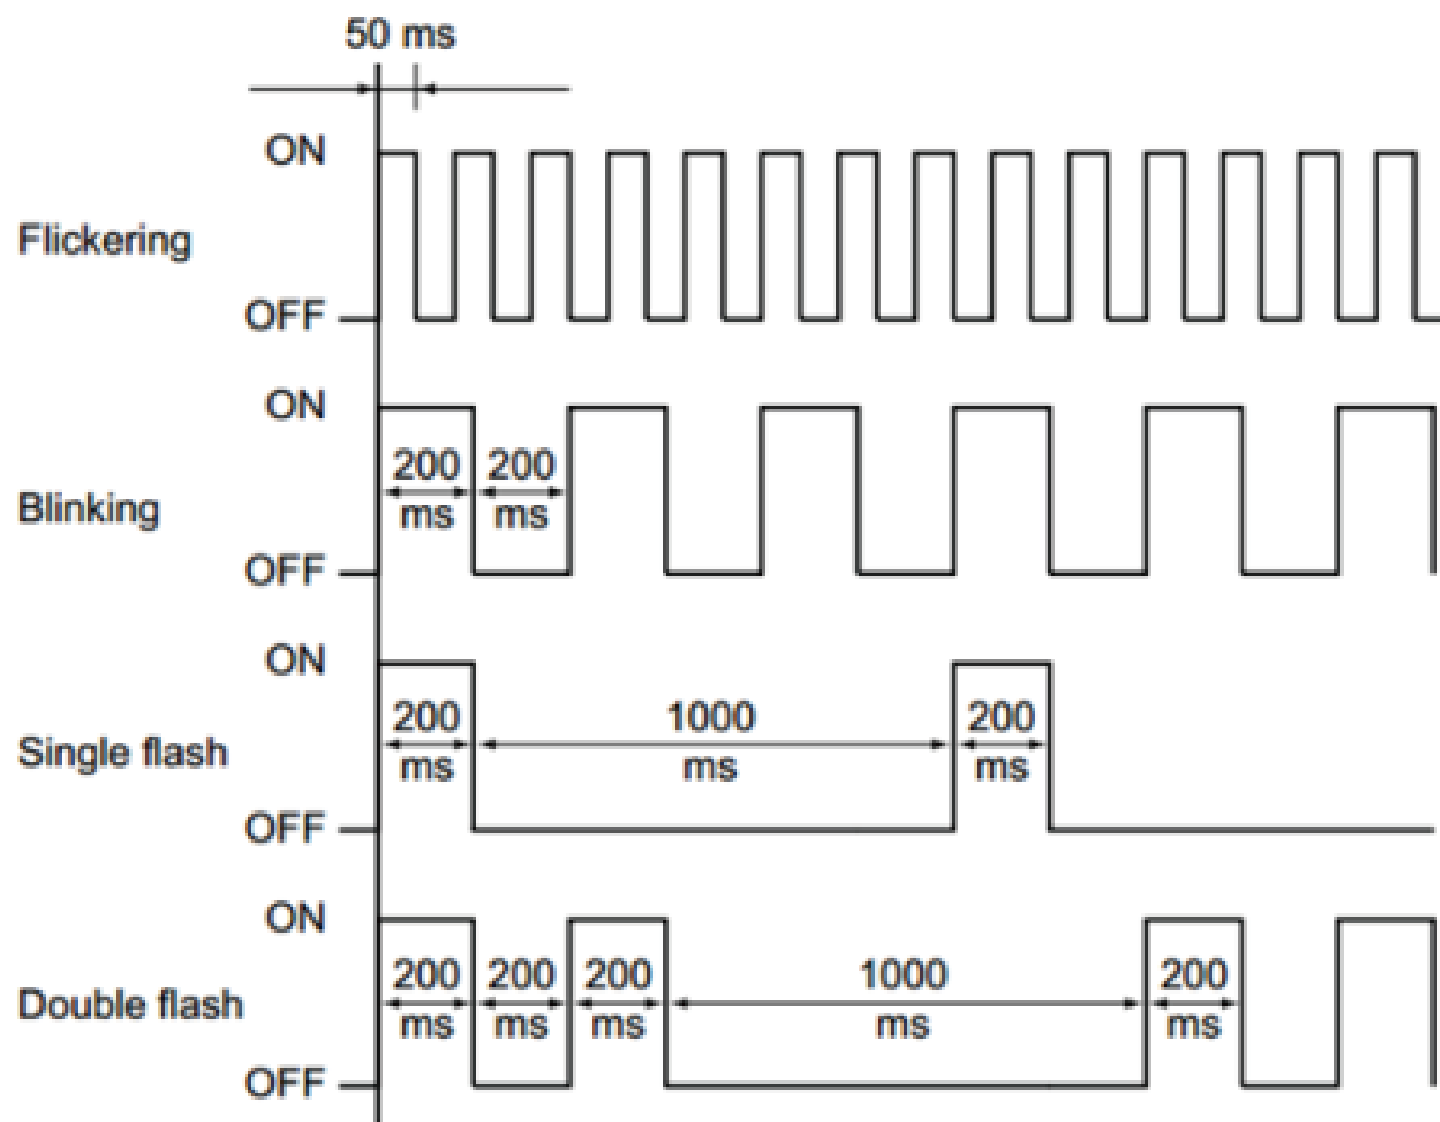 50 ms
ON
Flickering
OFF
ON
200 200
ms ms
Blinking
OFF
ON
200 1000 200
Single flash
ms ms ms
OFF
ON
200 200 200 1000 200
Double flash
ms ms ms ms ms
OFF